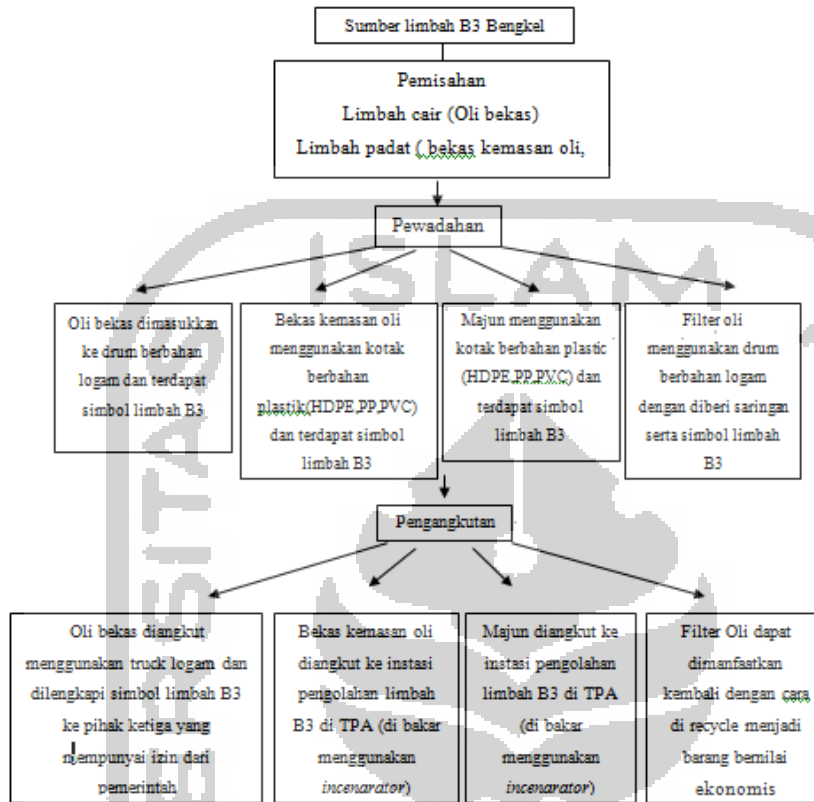 Sumber limbah B3 Bengkel
Pemisahan
Limbah cair (Oli bekas)
Limbah padat ( bekas kemasan oli,
Pewadahan
Oli bekas dimasukkan
ke drum berbahan
logam dan terdapat
simbol limbah B3
Bekas kemasan oli
menggunakan kotak
berbahan
plastik(HDPE,PP,PVC)
dan terdapat simbol
limbah B3
Majun menggunakan
kotak berbahan plastic
(HDPE,PP,PVC) dan
terdapat simbol
limbah B3
Filter oli
menggunakan drum
berbahan logam
dengan diberi saringan
serta simbol limbah
B3
Pengangkutan
Oli bekas diangkut
menggunakan truck logam dan
dilengkapi simbol limbah B3
ke pihak ketiga yang
mempunyai izin dari
pemerintah
Bekas kemasan oli
diangkut ke instasi
pengolahan limbah
B3 di TPA (di bakar
menggunakan
incenarator)
Majun diangkut ke
instasi pengolahan
limbah B3 di TPA
(di bakar
menggunakan
incenarator)
Filter Oli dapat
dimanfaatkan
kembali dengan cara
di recycle menjadi
barang bernilai
ekonomis
ISLAM
ERSITAS